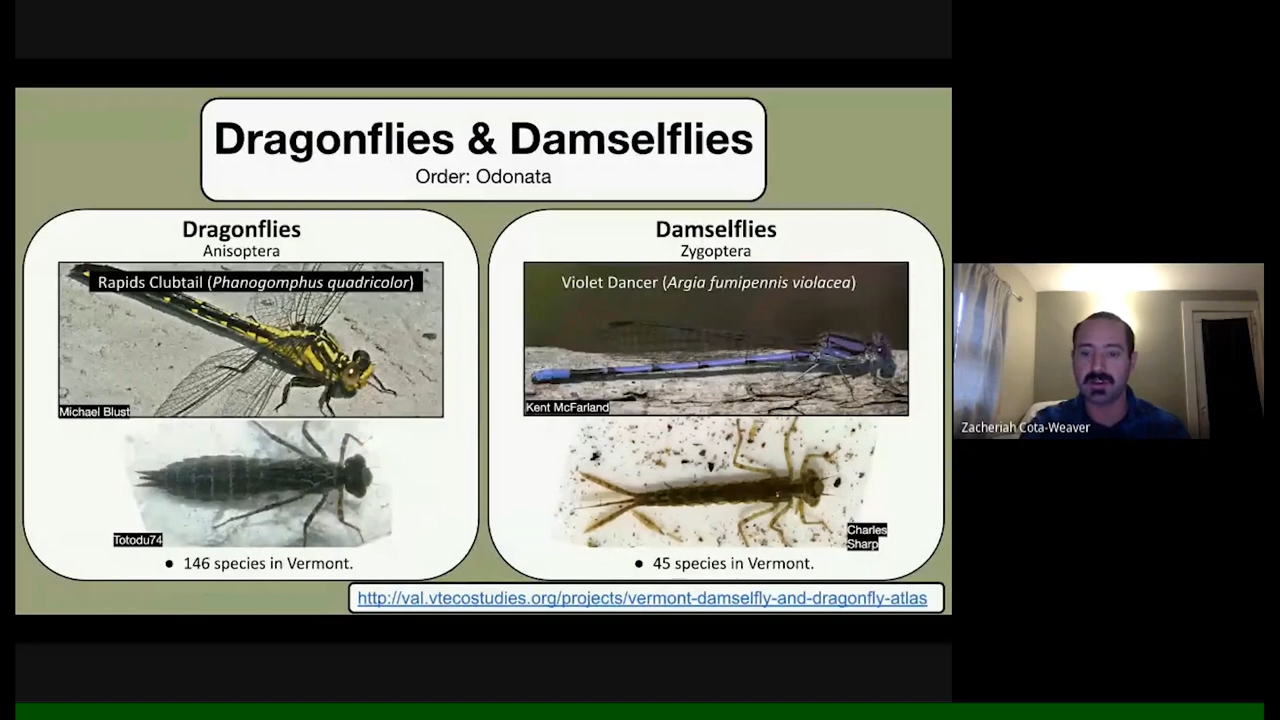 Dragonflies & Damselflies
Order: Odonata
Dragonflies
Anisoptera
Rapids Clubtail (Phanogomphus quadricolor)
Michael Blust
Totodu74
● 146 species in Vermont.
Damselflies
Zygoptera
Violet Dancer (Argia fumipennis violacea)
Kent McFarland
Charles
Sharp
● 45 species in Vermont.
http://val.vtecostudies.org/projects/vermont-damselfly-and-dragonfly-atlas
Zacheriah Cota-Weaver